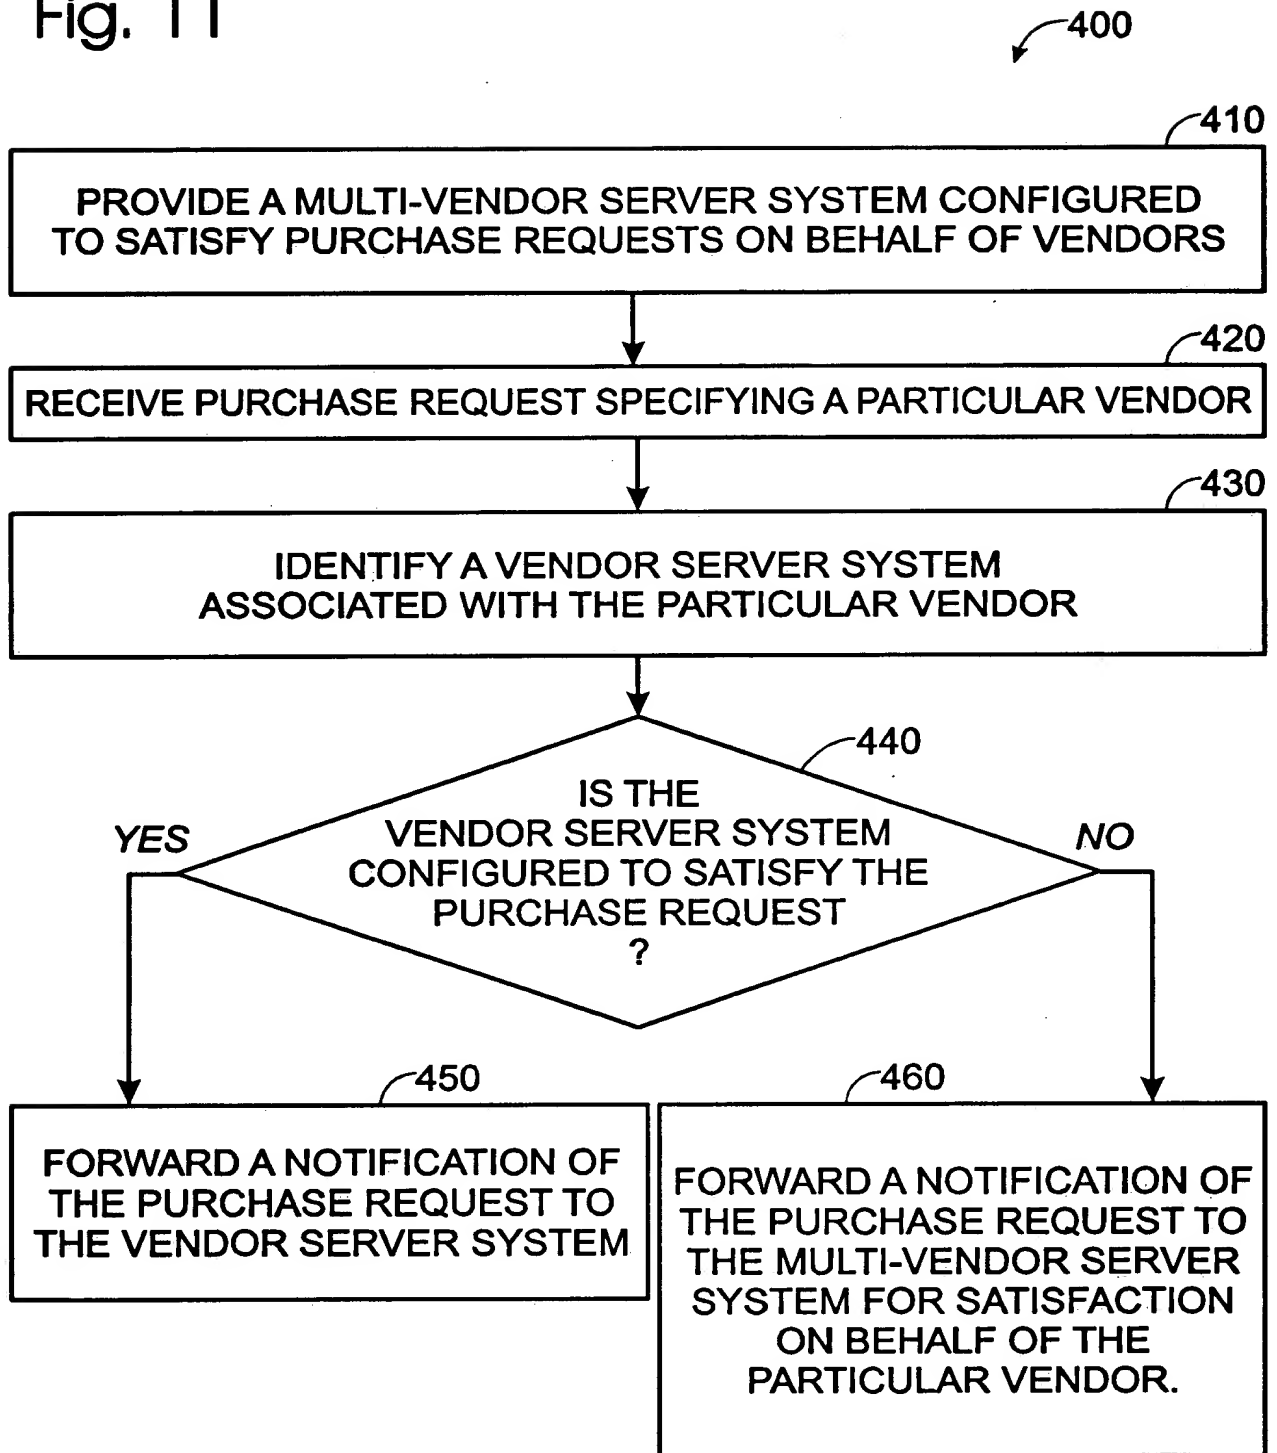 Fig. 11
400
410
PROVIDE A MULTI-VENDOR SERVER SYSTEM CONFIGURED
TO SATISFY PURCHASE REQUESTS ON BEHALF OF VENDORS
420
RECEIVE PURCHASE REQUEST SPECIFYING A PARTICULAR VENDOR
430
IDENTIFY A VENDOR SERVER SYSTEM
ASSOCIATED WITH THE PARTICULAR VENDOR
440
IS THE
VENDOR SERVER SYSTEM
CONFIGURED TO SATISFY THE
PURCHASE REQUEST
?
YES
NO
450
FORWARD A NOTIFICATION OF
THE PURCHASE REQUEST TO
THE VENDOR SERVER SYSTEM
460
FORWARD A NOTIFICATION OF
THE PURCHASE REQUEST TO
THE MULTI-VENDOR SERVER
SYSTEM FOR SATISFACTION
ON BEHALF OF THE
PARTICULAR VENDOR.